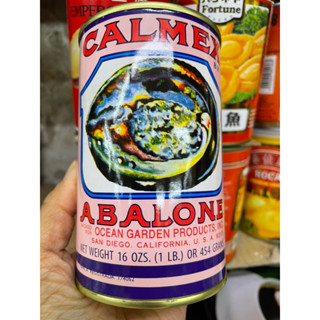 Fortune
CALMEX
魚
ABALONE
OCEAN GARDEN PRODUCTS, INC.
SAN DIEGO, CALIFORNIA, U.S.A.
NET WEIGHT 16 OZS. (1 LB.) OR 454 GRAMS